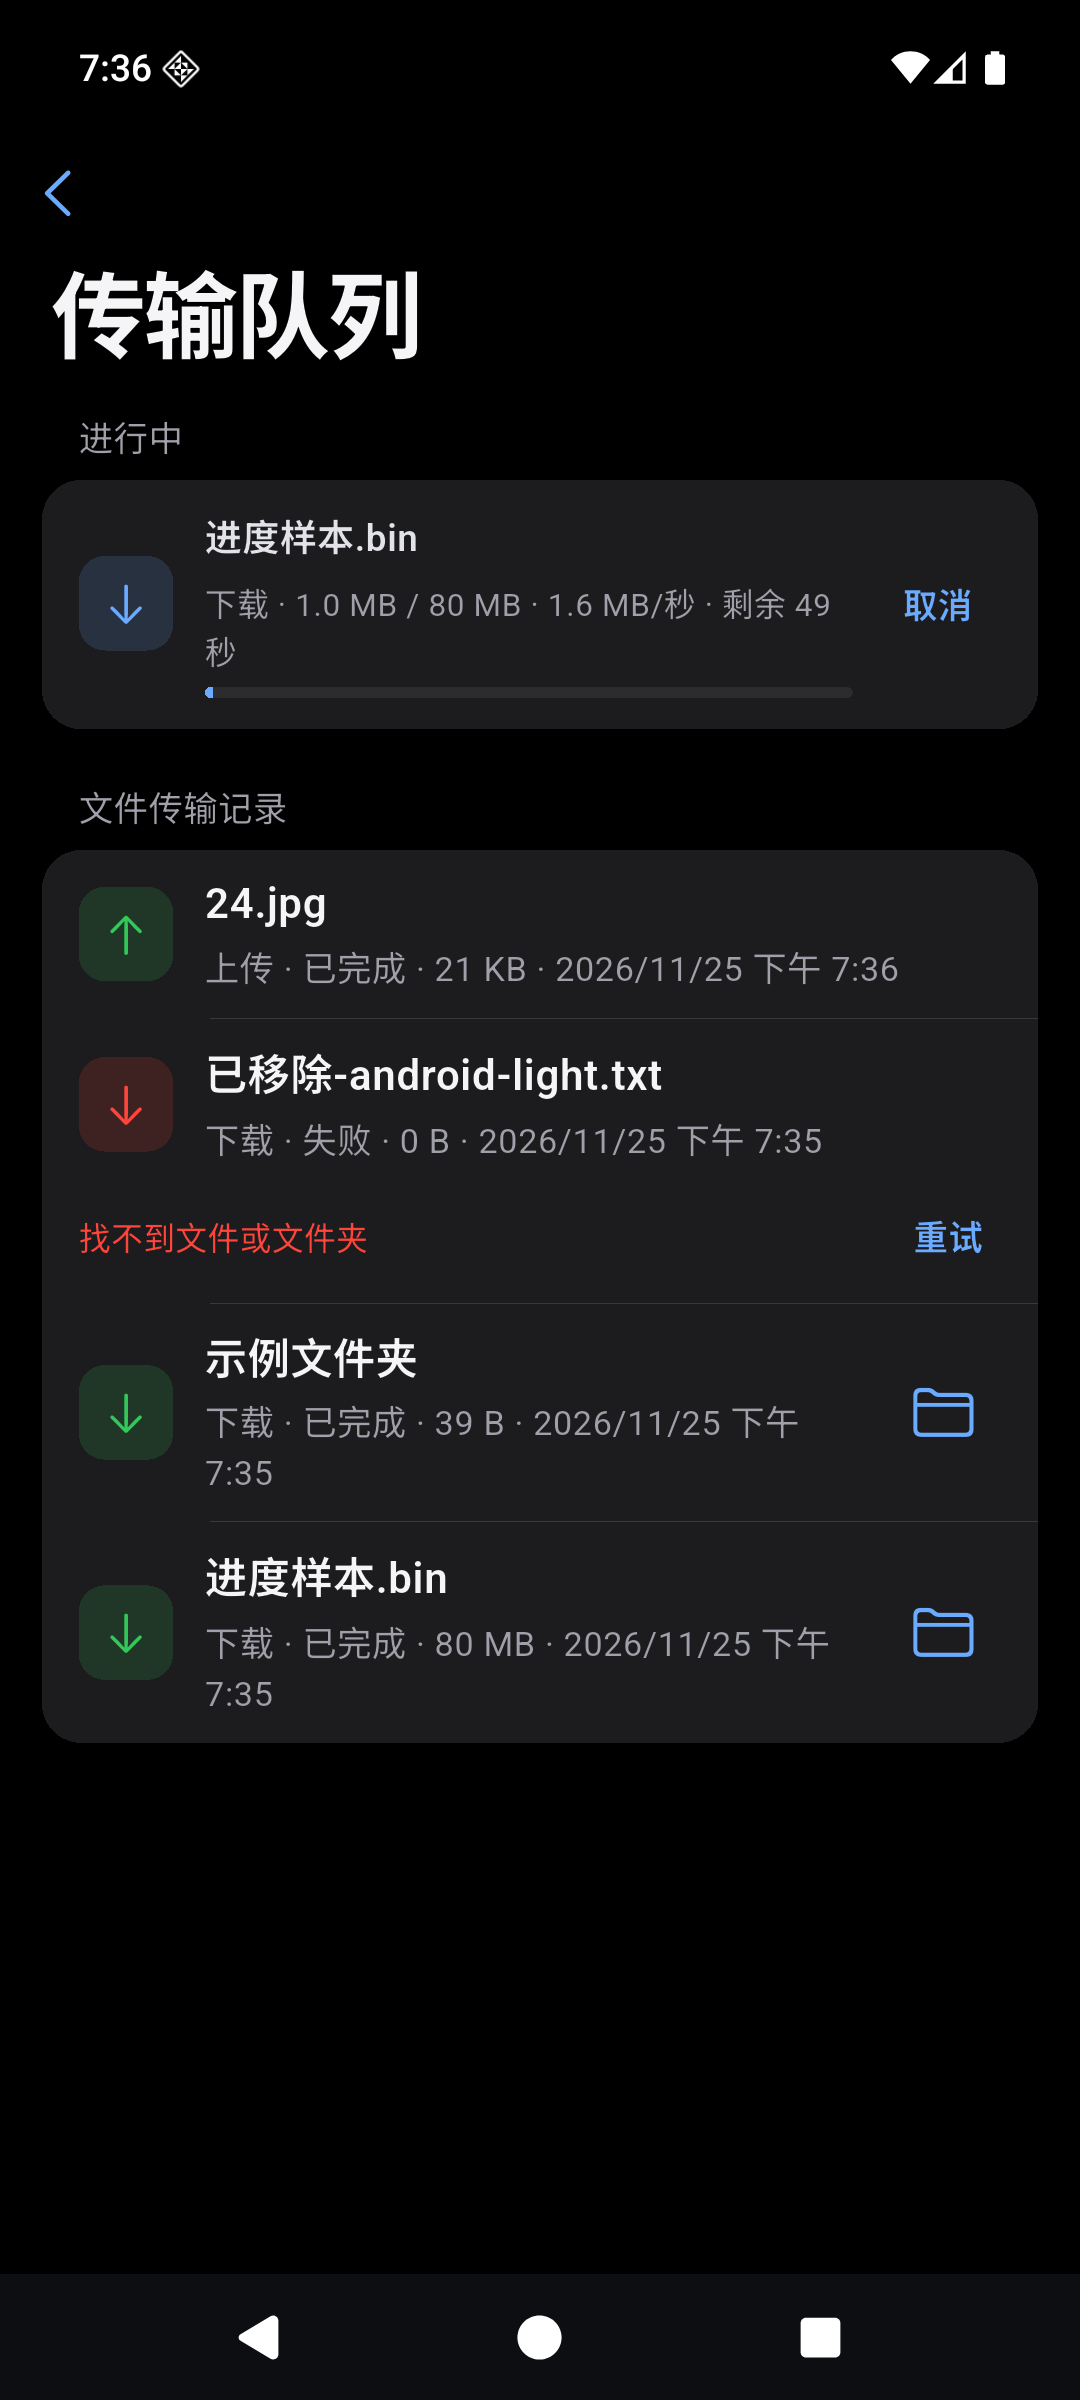 7:36
传输队列
进行中
进度样本.bin
下载 · 1.0 MB / 80 MB · 1.6 MB/秒 · 剩余 49
秒
取消
文件传输记录
24.jpg
上传 · 已完成 · 21 KB · 2026/11/25 下午 7:36
已移除-android-light.txt
下载 · 失败 · 0 B · 2026/11/25 下午 7:35
找不到文件或文件夹
重试
示例文件夹
下载 · 已完成 · 39 B · 2026/11/25 下午
7:35
进度样本.bin
下载 · 已完成 · 80 MB · 2026/11/25 下午
7:35